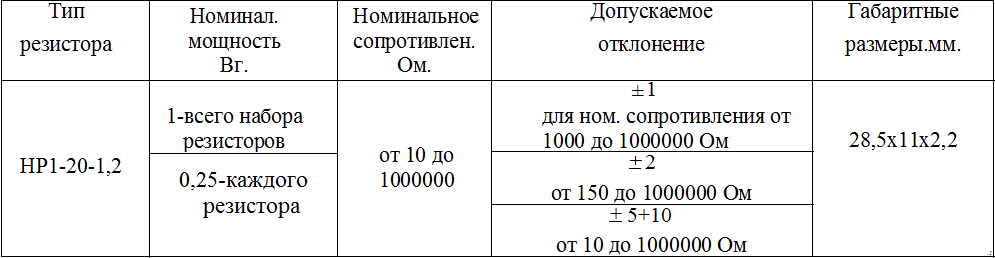 Тип
резистора
Номинал.
мощность
Вг.
Номинальное
сопротивлен.
Ом.
Допускаемое
отклонение
Габаритные
размеры.мм.
НР1-20-1,2
1-всего набора
резисторов
0,25-каждого
резистора
от 10 до
1000000
±1
для ном. сопротивления от
1000 до 1000000 Ом
±2
от 150 до 1000000 Ом
± 5+10
от 10 до 1000000 Ом
28,5х11х2,2